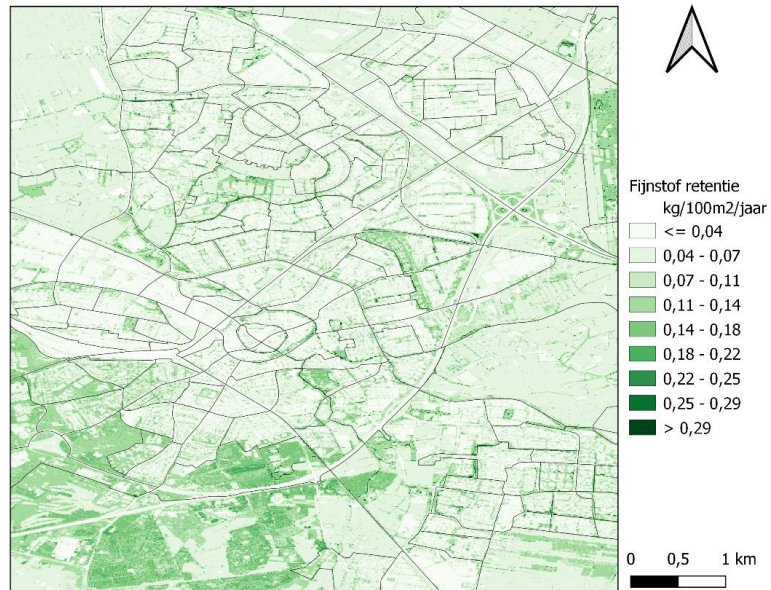 Fijnstof retentie
kg/100m2/jaar
<= 0,04
0,04 - 0,07
0,07 - 0,11
0,11 - 0,14
0,14 - 0,18
0,18 - 0,22
0,22 - 0,25
0,25 - 0,29
> 0,29
0 0,5 1 km